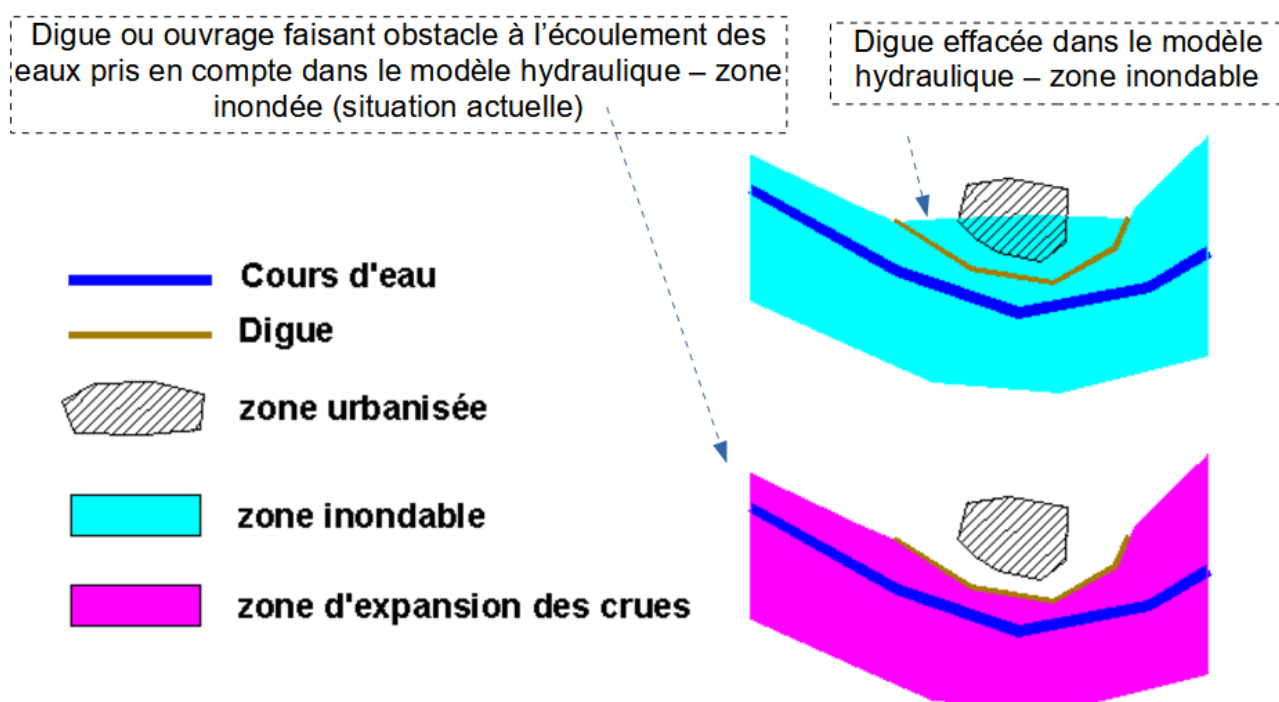 Digue ou ouvrage faisant obstacle à l’écoulement des
eaux pris en compte dans le modèle hydraulique – zone
inondée (situation actuelle)
Digue effacée dans le modèle
hydraulique – zone inondable
Cours d'eau
Digue
zone urbanisée
zone inondable
zone d'expansion des crues